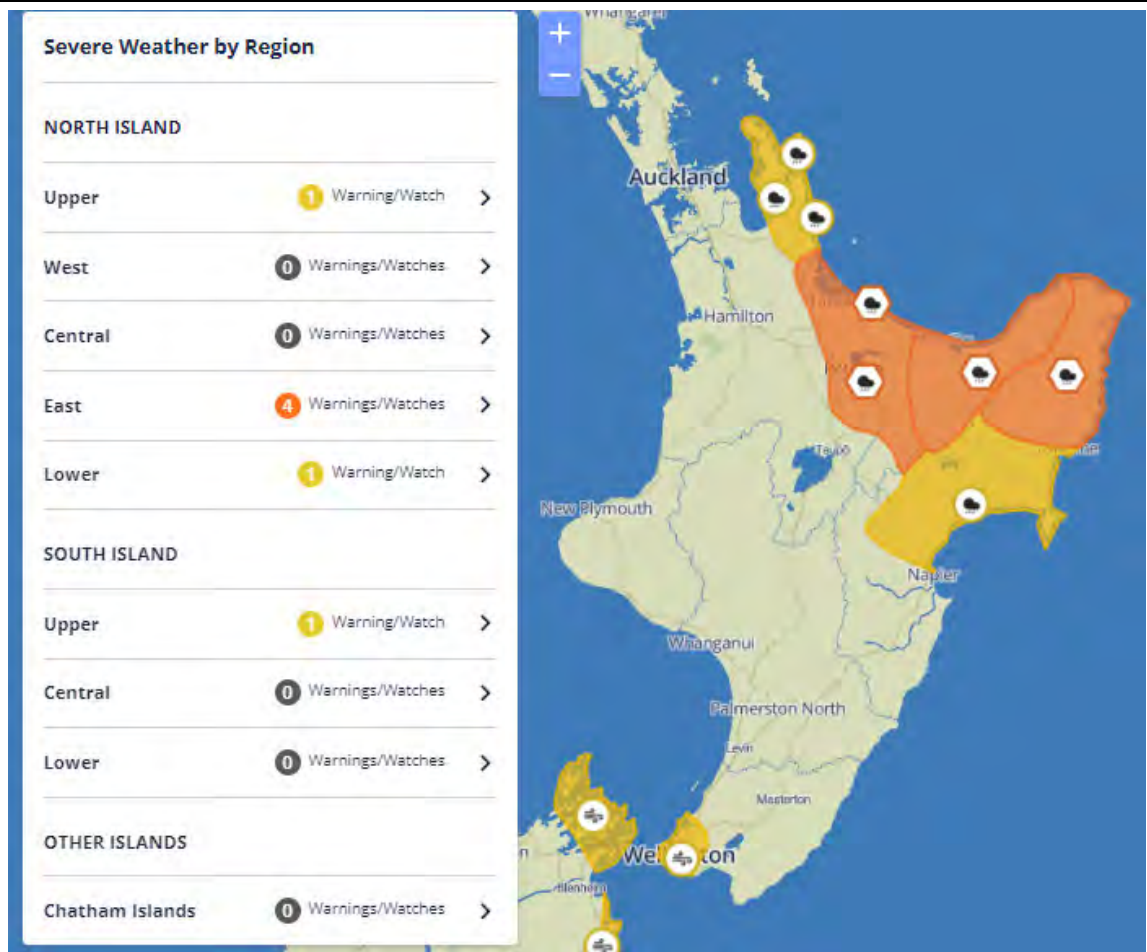 Severe Weather by Region
NORTH ISLAND
Upper 1 Warning/Watch
West 0 Warnings/Watches
Central 0 Warnings/Watches
East 4 Warnings/Watches
Lower 1 Warning/Watch
SOUTH ISLAND
Upper 1 Warning/Watch
Central 0 Warnings/Watches
Lower 0 Warnings/Watches
OTHER ISLANDS
Chatham Islands 0 Warnings/Watches
+
−
Whangarei
Auckland
Hamilton
Taupō
New Plymouth
Napier
Whanganui
Palmerston North
Levin
Masterton